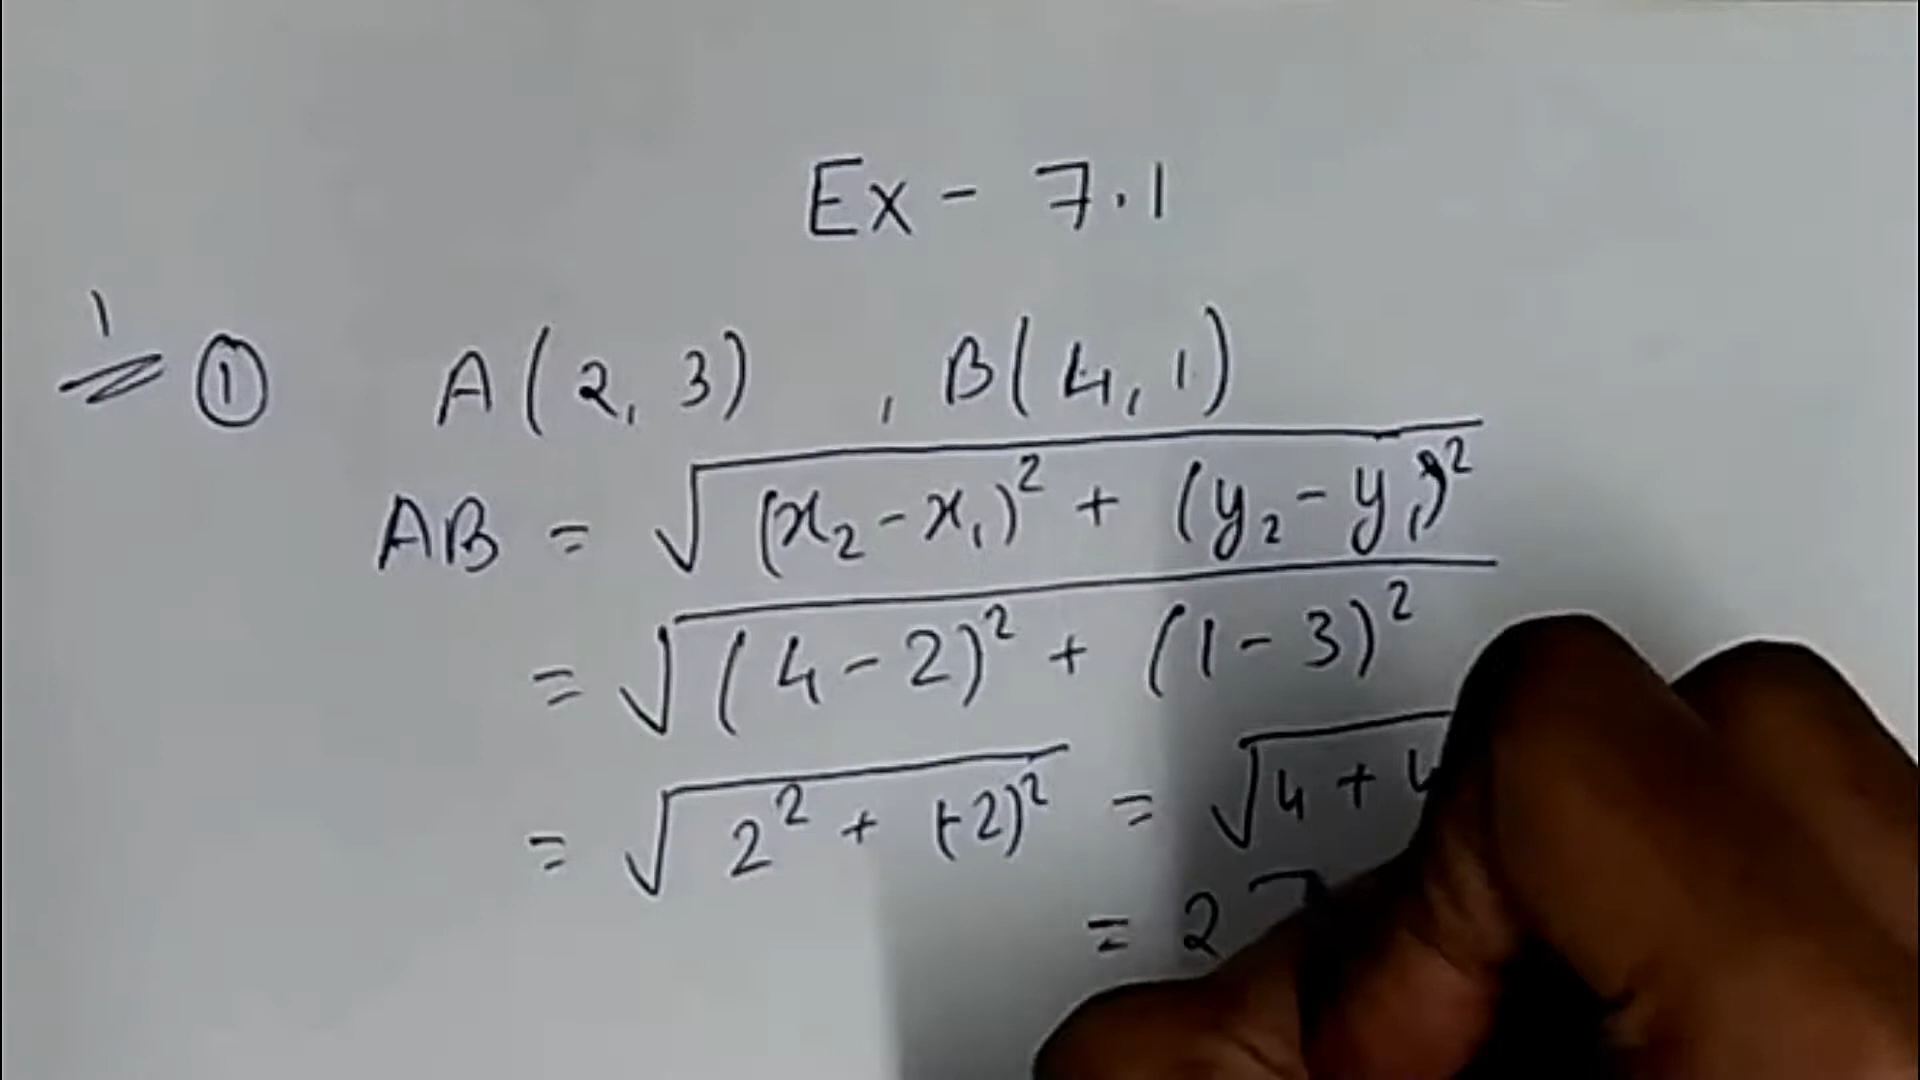 Ex - 7.1
1 ① A(2, 3) , B(4, 1)
AB = √(x₂ - x₁)² + (y₂ - y₁)²
= √(4 - 2)² + (1 - 3)²
= √2² + (-2)² = √4 + 4
= 2